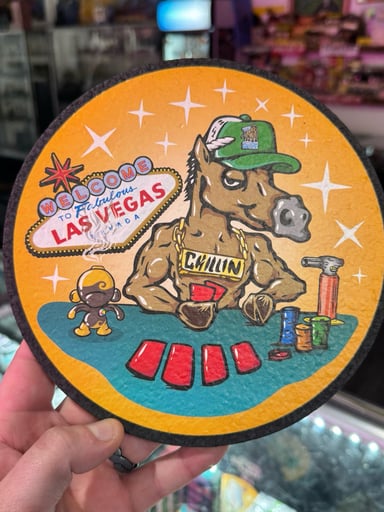 WELCOME
TO Fabulous
LAS VEGAS
NEVADA
CHILLIN